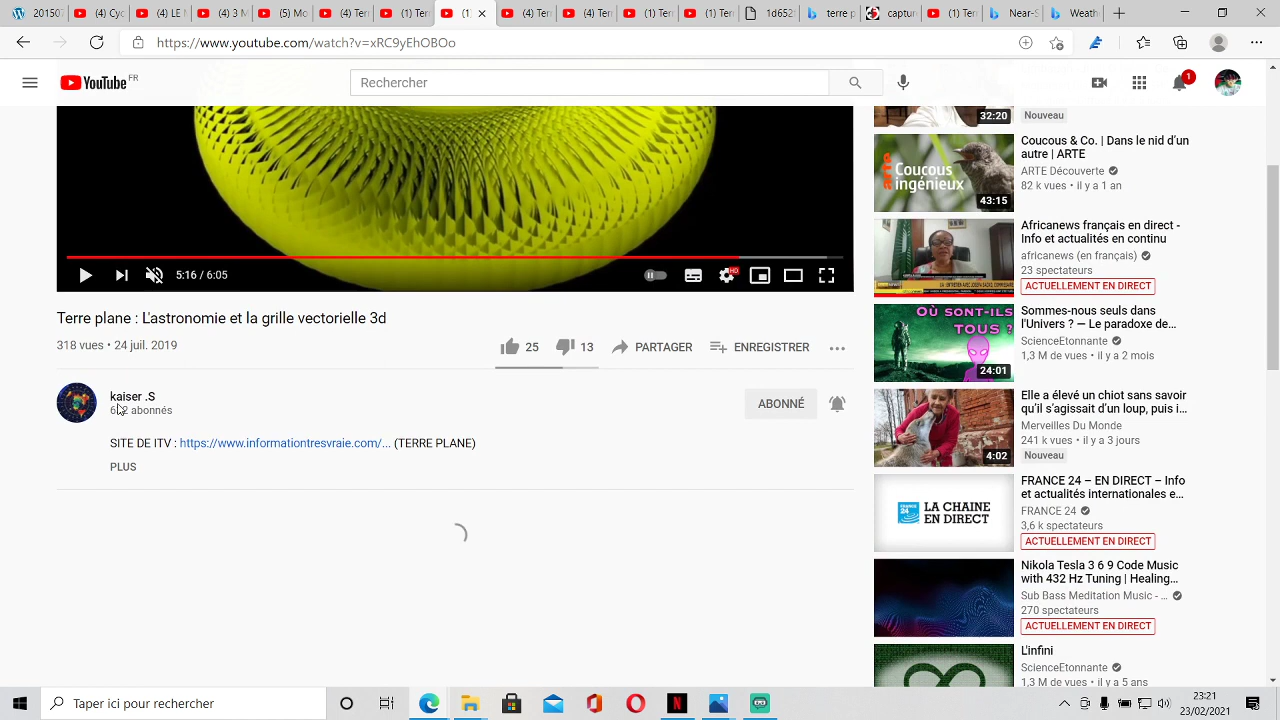 https://www.youtube.com/watch?v=xRC9yEhOBOo
YouTube FR
Rechercher
1
5:16 / 6:05
HD
Terre plane : L'astronomie et la grille vectorielle 3d
318 vues • 24 juil. 2019
25
13
PARTAGER
ENREGISTRER
kaiser .S
abonnés
ABONNÉ
SITE DE ITV : https://www.informationtresvraie.com/... (TERRE PLANE)
PLUS
32:20
Nouveau
arte
Coucous
ingénieux
43:15
Coucous & Co. | Dans le nid d'un
autre | ARTE
ARTE Découverte
82 k vues • il y a 1 an
Africanews français en direct -
Info et actualités en continu
africanews (en français)
23 spectateurs
ACTUELLEMENT EN DIRECT
OÙ SONT-ILS
TOUS ?
24:01
Sommes-nous seuls dans
l'Univers ? — Le paradoxe de...
ScienceEtonnante
1,3 M de vues • il y a 2 mois
4:02
Elle a élevé un chiot sans savoir
qu'il s'agissait d'un loup, puis i...
Merveilles Du Monde
241 k vues • il y a 3 jours
Nouveau
FRANCE 24
LA CHAINE
EN DIRECT
FRANCE 24 – EN DIRECT – Info
et actualités internationales e...
FRANCE 24
3,6 k spectateurs
ACTUELLEMENT EN DIRECT
Nikola Tesla 3 6 9 Code Music
with 432 Hz Tuning | Healing...
Sub Bass Meditation Music - ...
270 spectateurs
ACTUELLEMENT EN DIRECT
L'infini
ScienceEtonnante
1,3 M de vues • il y a 5 ans
Taper ici pour rechercher
23:21
23/02/2021